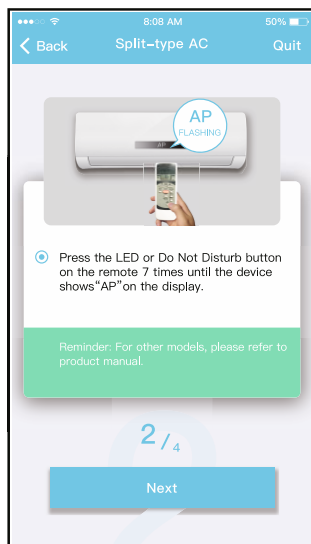 8:08 AM
50%
Back
Split-type AC
Quit
AP
FLASHING
AP
Press the LED or Do Not Disturb button
on the remote 7 times until the device
shows“AP”on the display.
Reminder: For other models, please refer to
product manual.
2/4
Next